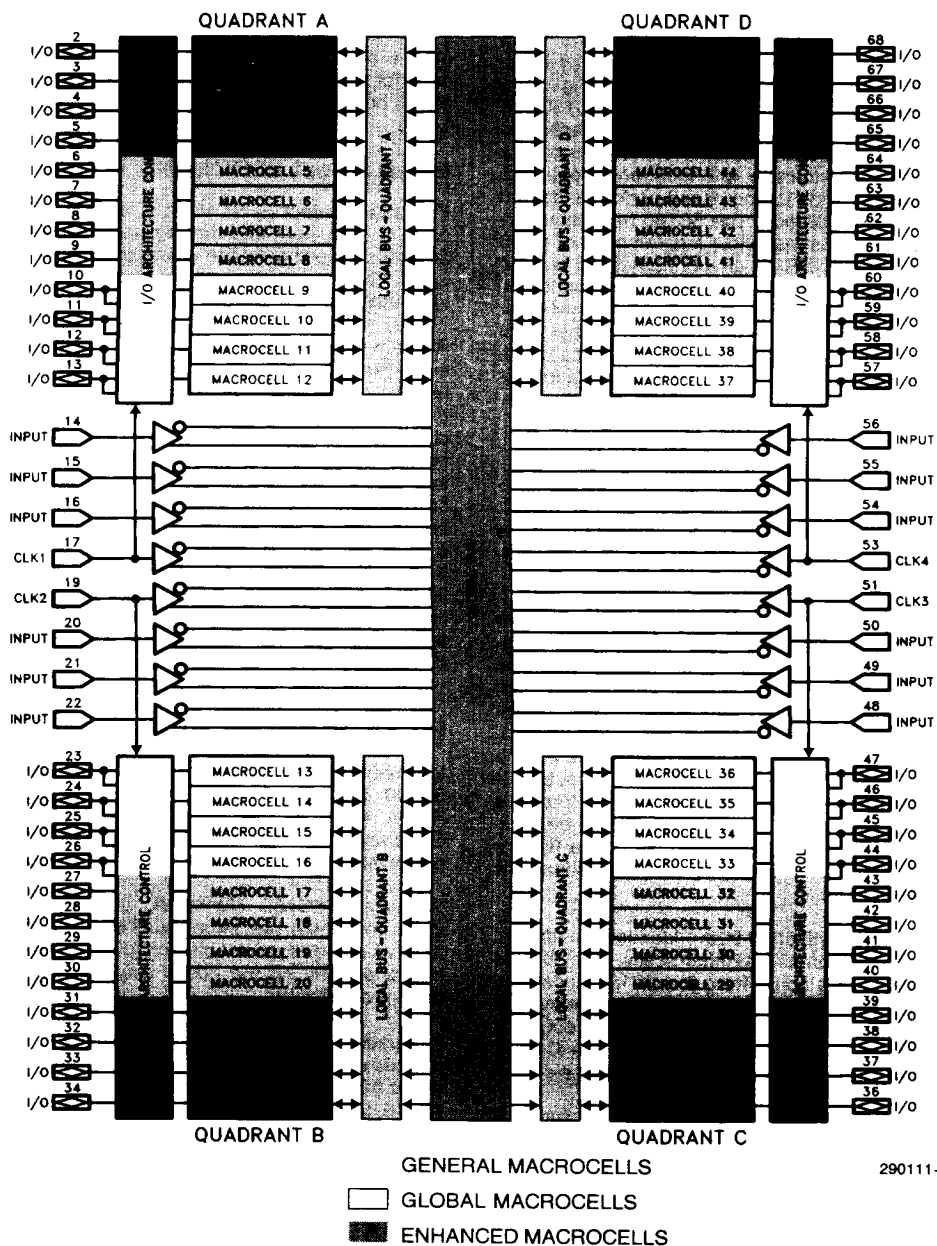 QUADRANT A QUADRANT D
I/O 2 68 I/O
I/O 3 67 I/O
I/O 4 66 I/O
I/O 5 65 I/O
I/O 6 MACROCELL 5 MACROCELL 44 64 I/O
I/O 7 MACROCELL 6 MACROCELL 43 63 I/O
I/O 8 MACROCELL 7 MACROCELL 42 62 I/O
I/O 9 MACROCELL 8 MACROCELL 41 61 I/O
I/O 10 MACROCELL 9 MACROCELL 40 60 I/O
I/O 11 MACROCELL 10 MACROCELL 39 59 I/O
I/O 12 MACROCELL 11 MACROCELL 38 58 I/O
I/O 13 MACROCELL 12 MACROCELL 37 57 I/O
I/O ARCHITECTURE CON
LOCAL BUS - QUADRANT A
LOCAL BUS - QUADRANT D
I/O ARCHITECTURE CON
INPUT 14 56 INPUT
INPUT 15 55 INPUT
INPUT 16 54 INPUT
CLK1 17 53 CLK4
CLK2 19 51 CLK3
INPUT 20 50 INPUT
INPUT 21 49 INPUT
INPUT 22 48 INPUT
I/O 23 MACROCELL 13 MACROCELL 36 47 I/O
I/O 24 MACROCELL 14 MACROCELL 35 46 I/O
I/O 25 MACROCELL 15 MACROCELL 34 45 I/O
I/O 26 MACROCELL 16 MACROCELL 33 44 I/O
I/O 27 MACROCELL 17 MACROCELL 32 43 I/O
I/O 28 MACROCELL 18 MACROCELL 31 42 I/O
I/O 29 MACROCELL 19 MACROCELL 30 41 I/O
I/O 30 MACROCELL 20 MACROCELL 29 40 I/O
I/O 31 39 I/O
I/O 32 38 I/O
I/O 33 37 I/O
I/O 34 36 I/O
ARCHITECTURE CONTROL
LOCAL BUS - QUADRANT B
LOCAL BUS - QUADRANT C
ARCHITECTURE CONTROL
QUADRANT B QUADRANT C
GENERAL MACROCELLS
290111-
GLOBAL MACROCELLS
ENHANCED MACROCELLS